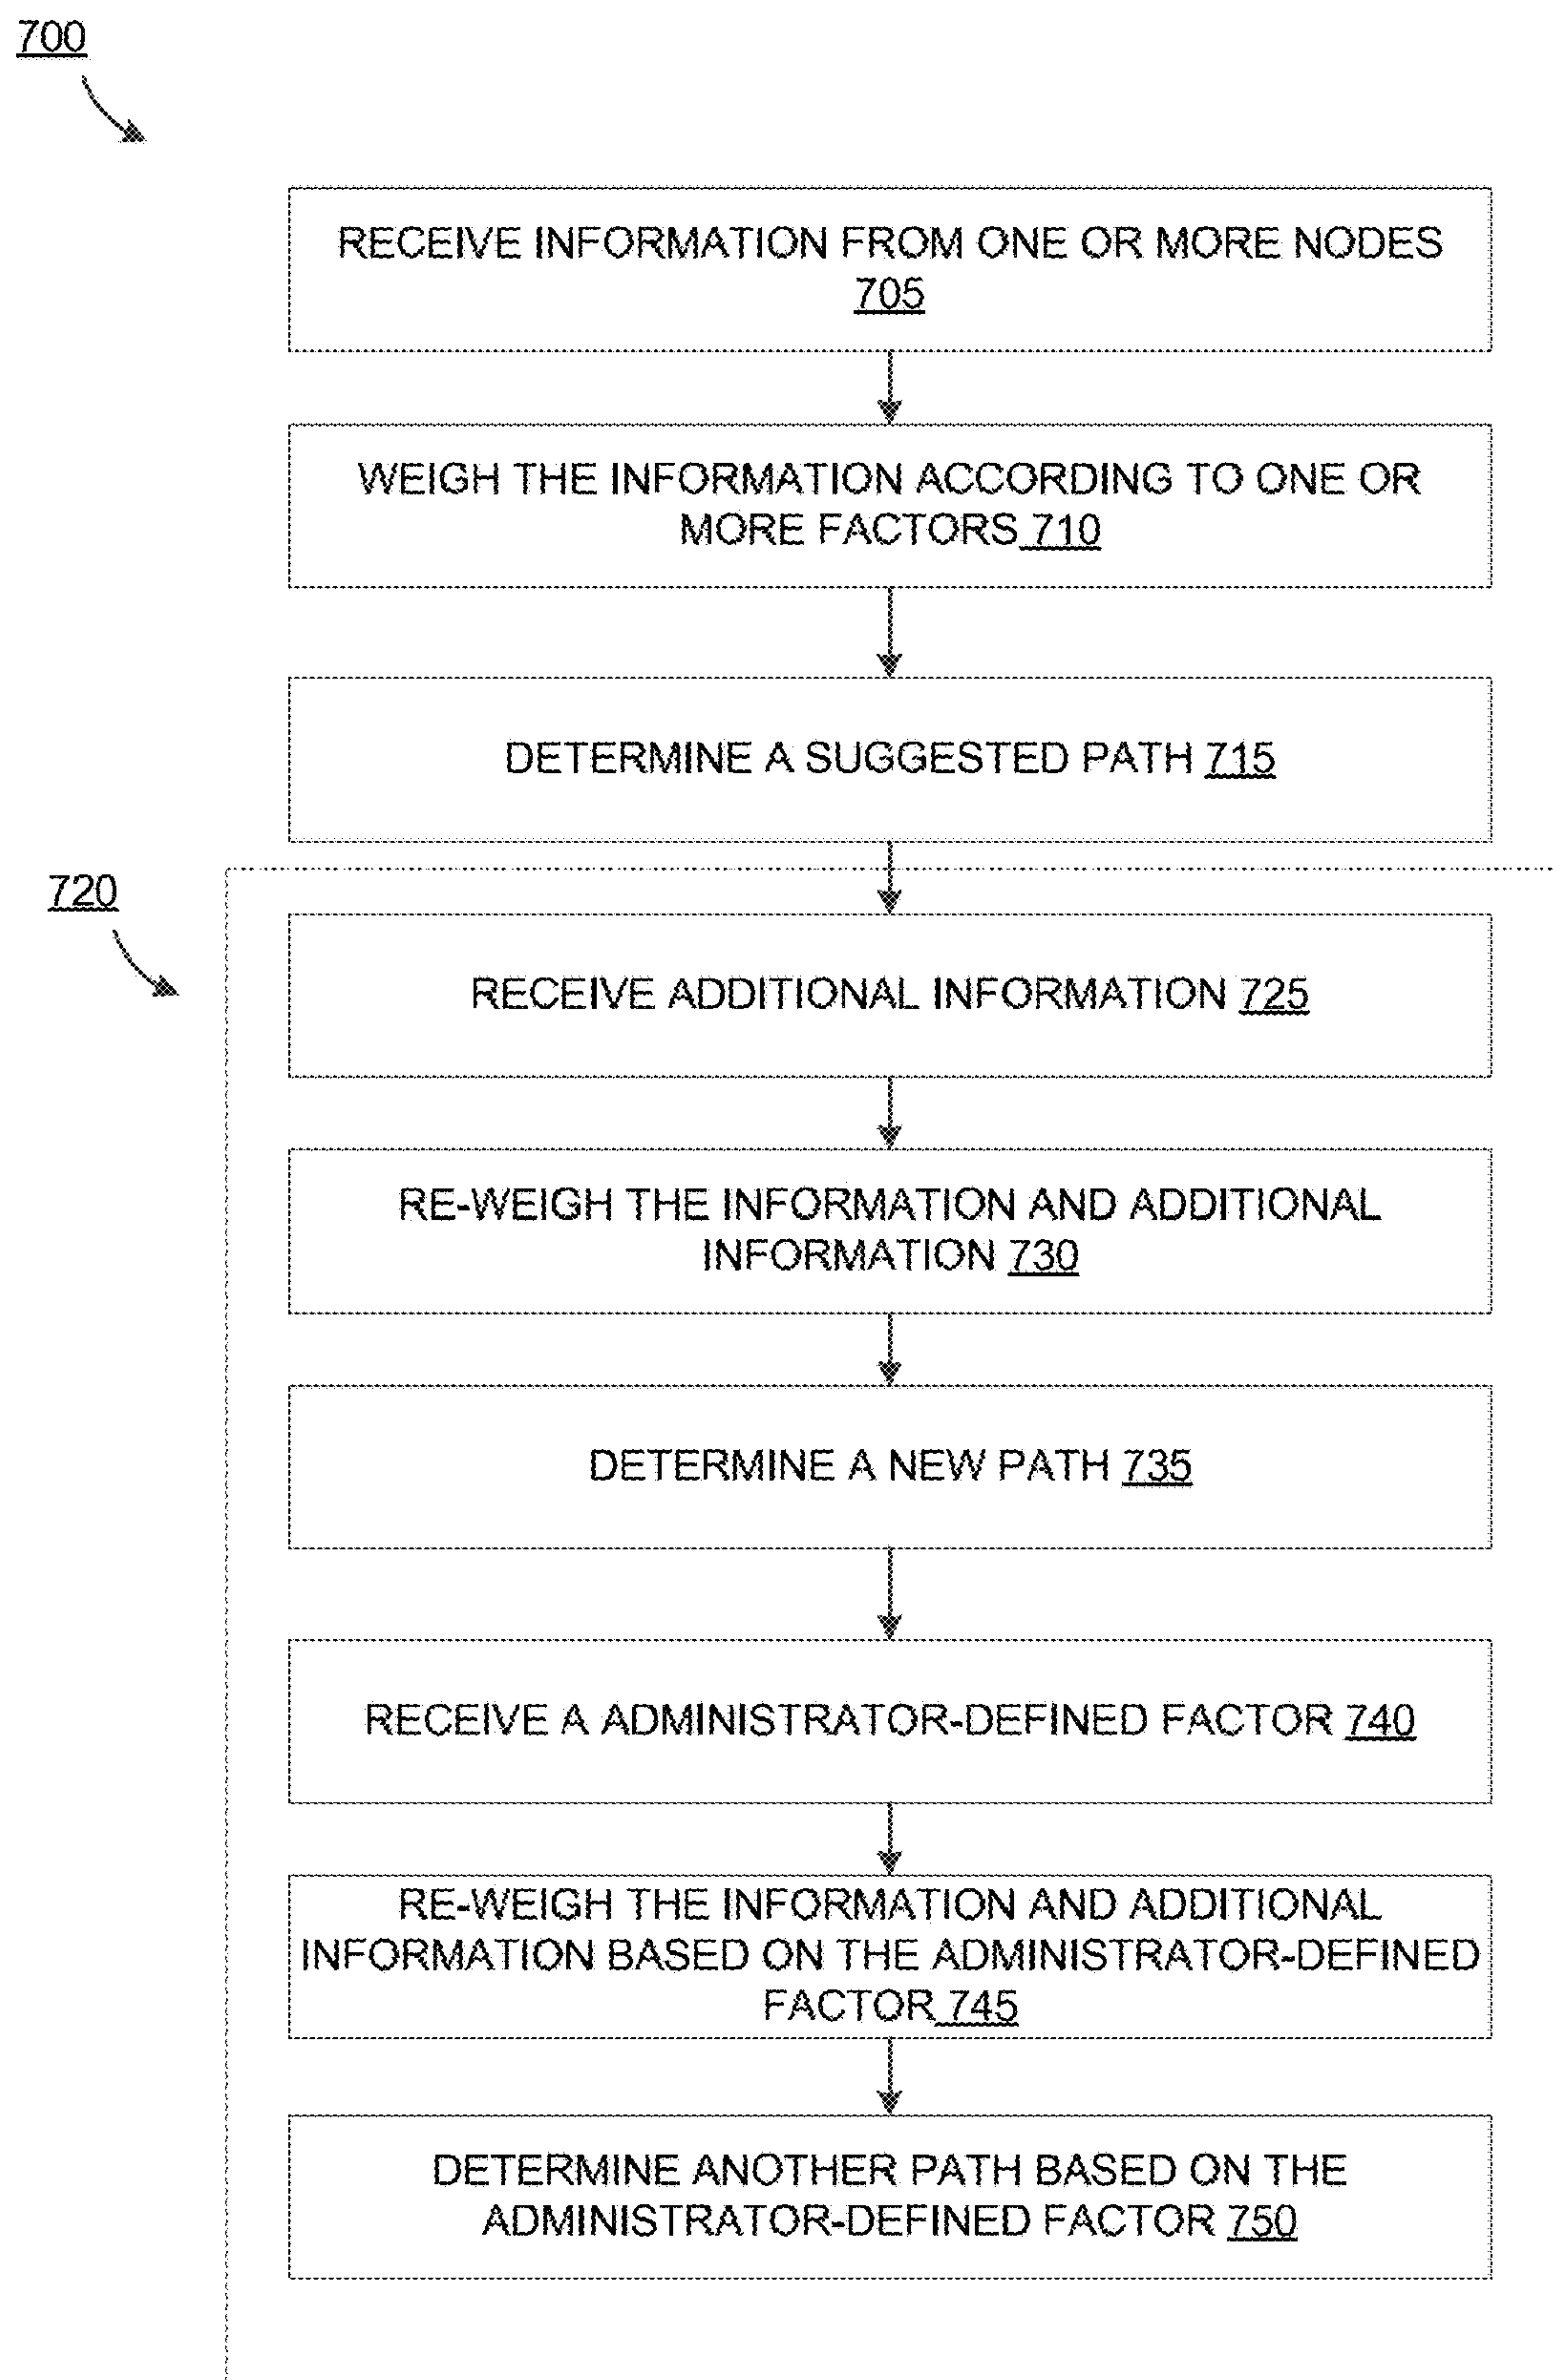 700
RECEIVE INFORMATION FROM ONE OR MORE NODES
705
WEIGH THE INFORMATION ACCORDING TO ONE OR
MORE FACTORS 710
DETERMINE A SUGGESTED PATH 715
720
RECEIVE ADDITIONAL INFORMATION 725
RE-WEIGH THE INFORMATION AND ADDITIONAL
INFORMATION 730
DETERMINE A NEW PATH 735
RECEIVE A ADMINISTRATOR-DEFINED FACTOR 740
RE-WEIGH THE INFORMATION AND ADDITIONAL
INFORMATION BASED ON THE ADMINISTRATOR-DEFINED
FACTOR 745
DETERMINE ANOTHER PATH BASED ON THE
ADMINISTRATOR-DEFINED FACTOR 750